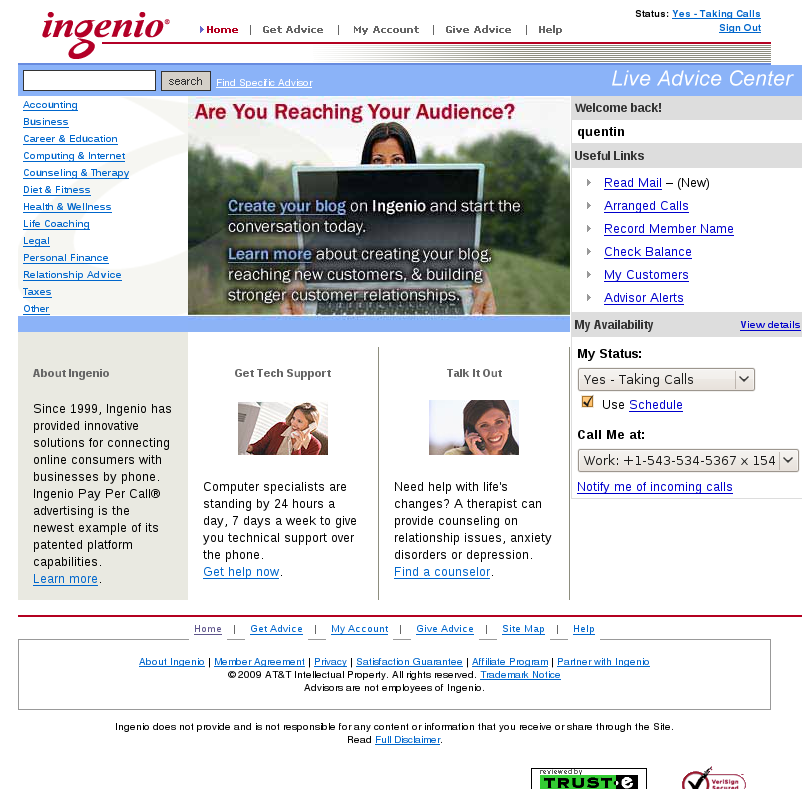 ingenio®
Home | Get Advice | My Account | Give Advice | Help
Status: Yes - Taking Calls
Sign Out
search Find Specific Advisor
Live Advice Center
Accounting
Business
Career & Education
Computing & Internet
Counseling & Therapy
Diet & Fitness
Health & Wellness
Life Coaching
Legal
Personal Finance
Relationship Advice
Taxes
Other
Are You Reaching Your Audience?
Create your blog on Ingenio and start the
conversation today.
Learn more about creating your blog,
reaching new customers, & building
stronger customer relationships.
Welcome back!
quentin
Useful Links
Read Mail – (New)
Arranged Calls
Record Member Name
Check Balance
My Customers
Advisor Alerts
My Availability View details
My Status:
Yes - Taking Calls
Use Schedule
Call Me at:
Work: +1-543-534-5367 x 154
Notify me of incoming calls
About Ingenio
Since 1999, Ingenio has
provided innovative
solutions for connecting
online consumers with
businesses by phone.
Ingenio Pay Per Call®
advertising is the
newest example of its
patented platform
capabilities.
Learn more.
Get Tech Support
Computer specialists are
standing by 24 hours a
day, 7 days a week to give
you technical support over
the phone.
Get help now.
Talk It Out
Need help with life's
changes? A therapist can
provide counseling on
relationship issues, anxiety
disorders or depression.
Find a counselor.
Home | Get Advice | My Account | Give Advice | Site Map | Help
About Ingenio | Member Agreement | Privacy | Satisfaction Guarantee | Affiliate Program | Partner with Ingenio
©2009 AT&T Intellectual Property. All rights reserved. Trademark Notice
Advisors are not employees of Ingenio.
Ingenio does not provide and is not responsible for any content or information that you receive or share through the Site.
Read Full Disclaimer.
reviewed by
TRUST·e
VeriSign
Secured